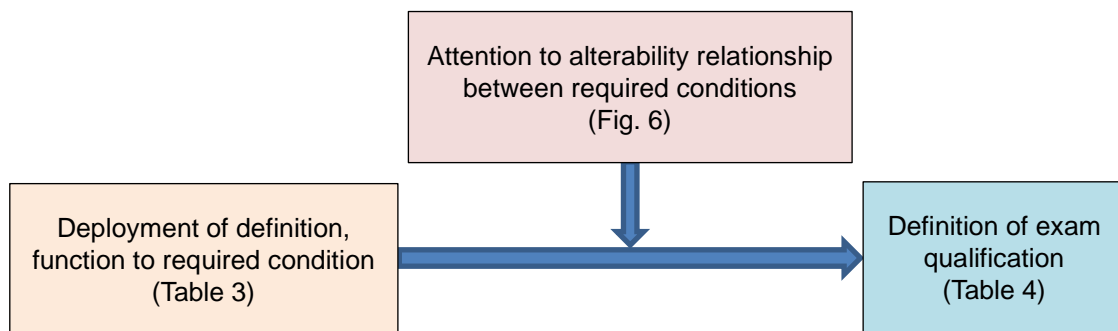 Attention to alterability relationship
between required conditions
(Fig. 6)
Deployment of definition,
function to required condition
(Table 3)
Definition of exam
qualification
(Table 4)